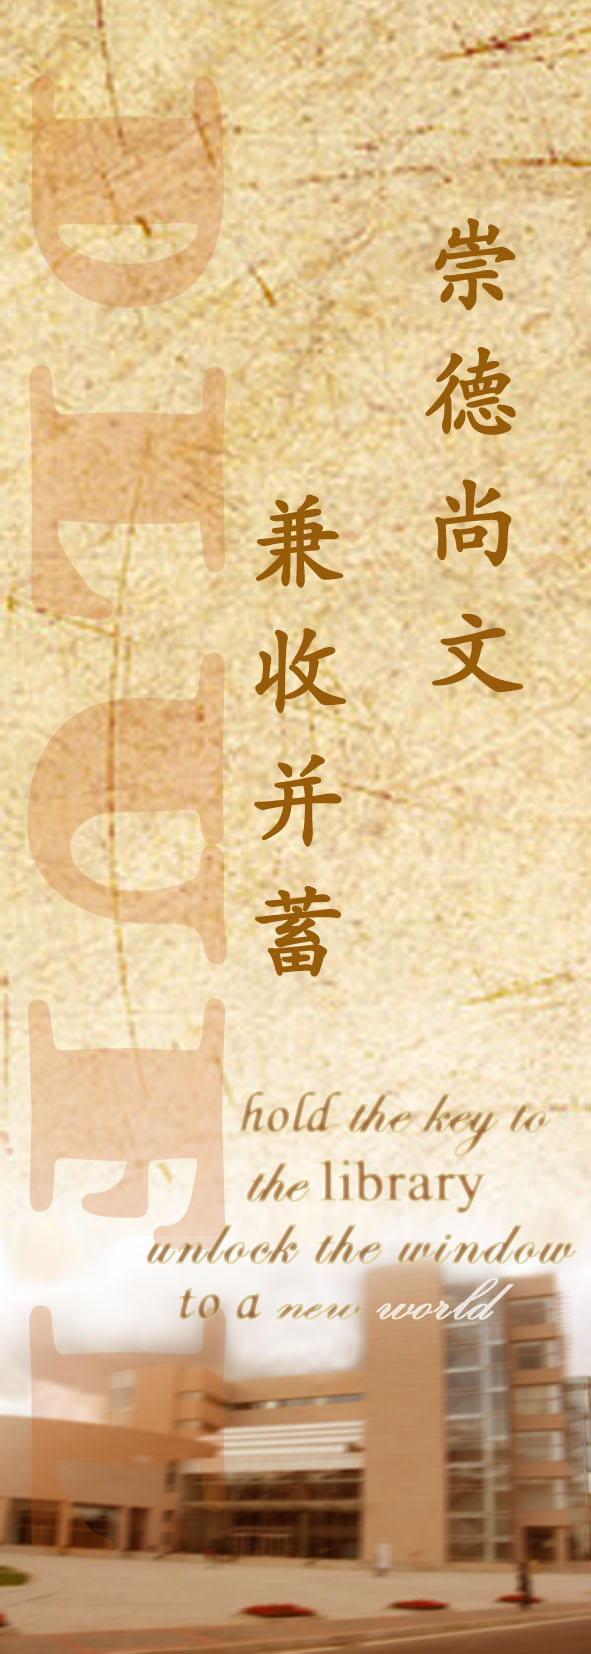 崇德尚文
兼收并蓄
DLUFL
hold the key to
the library
unlock the window
to a new world